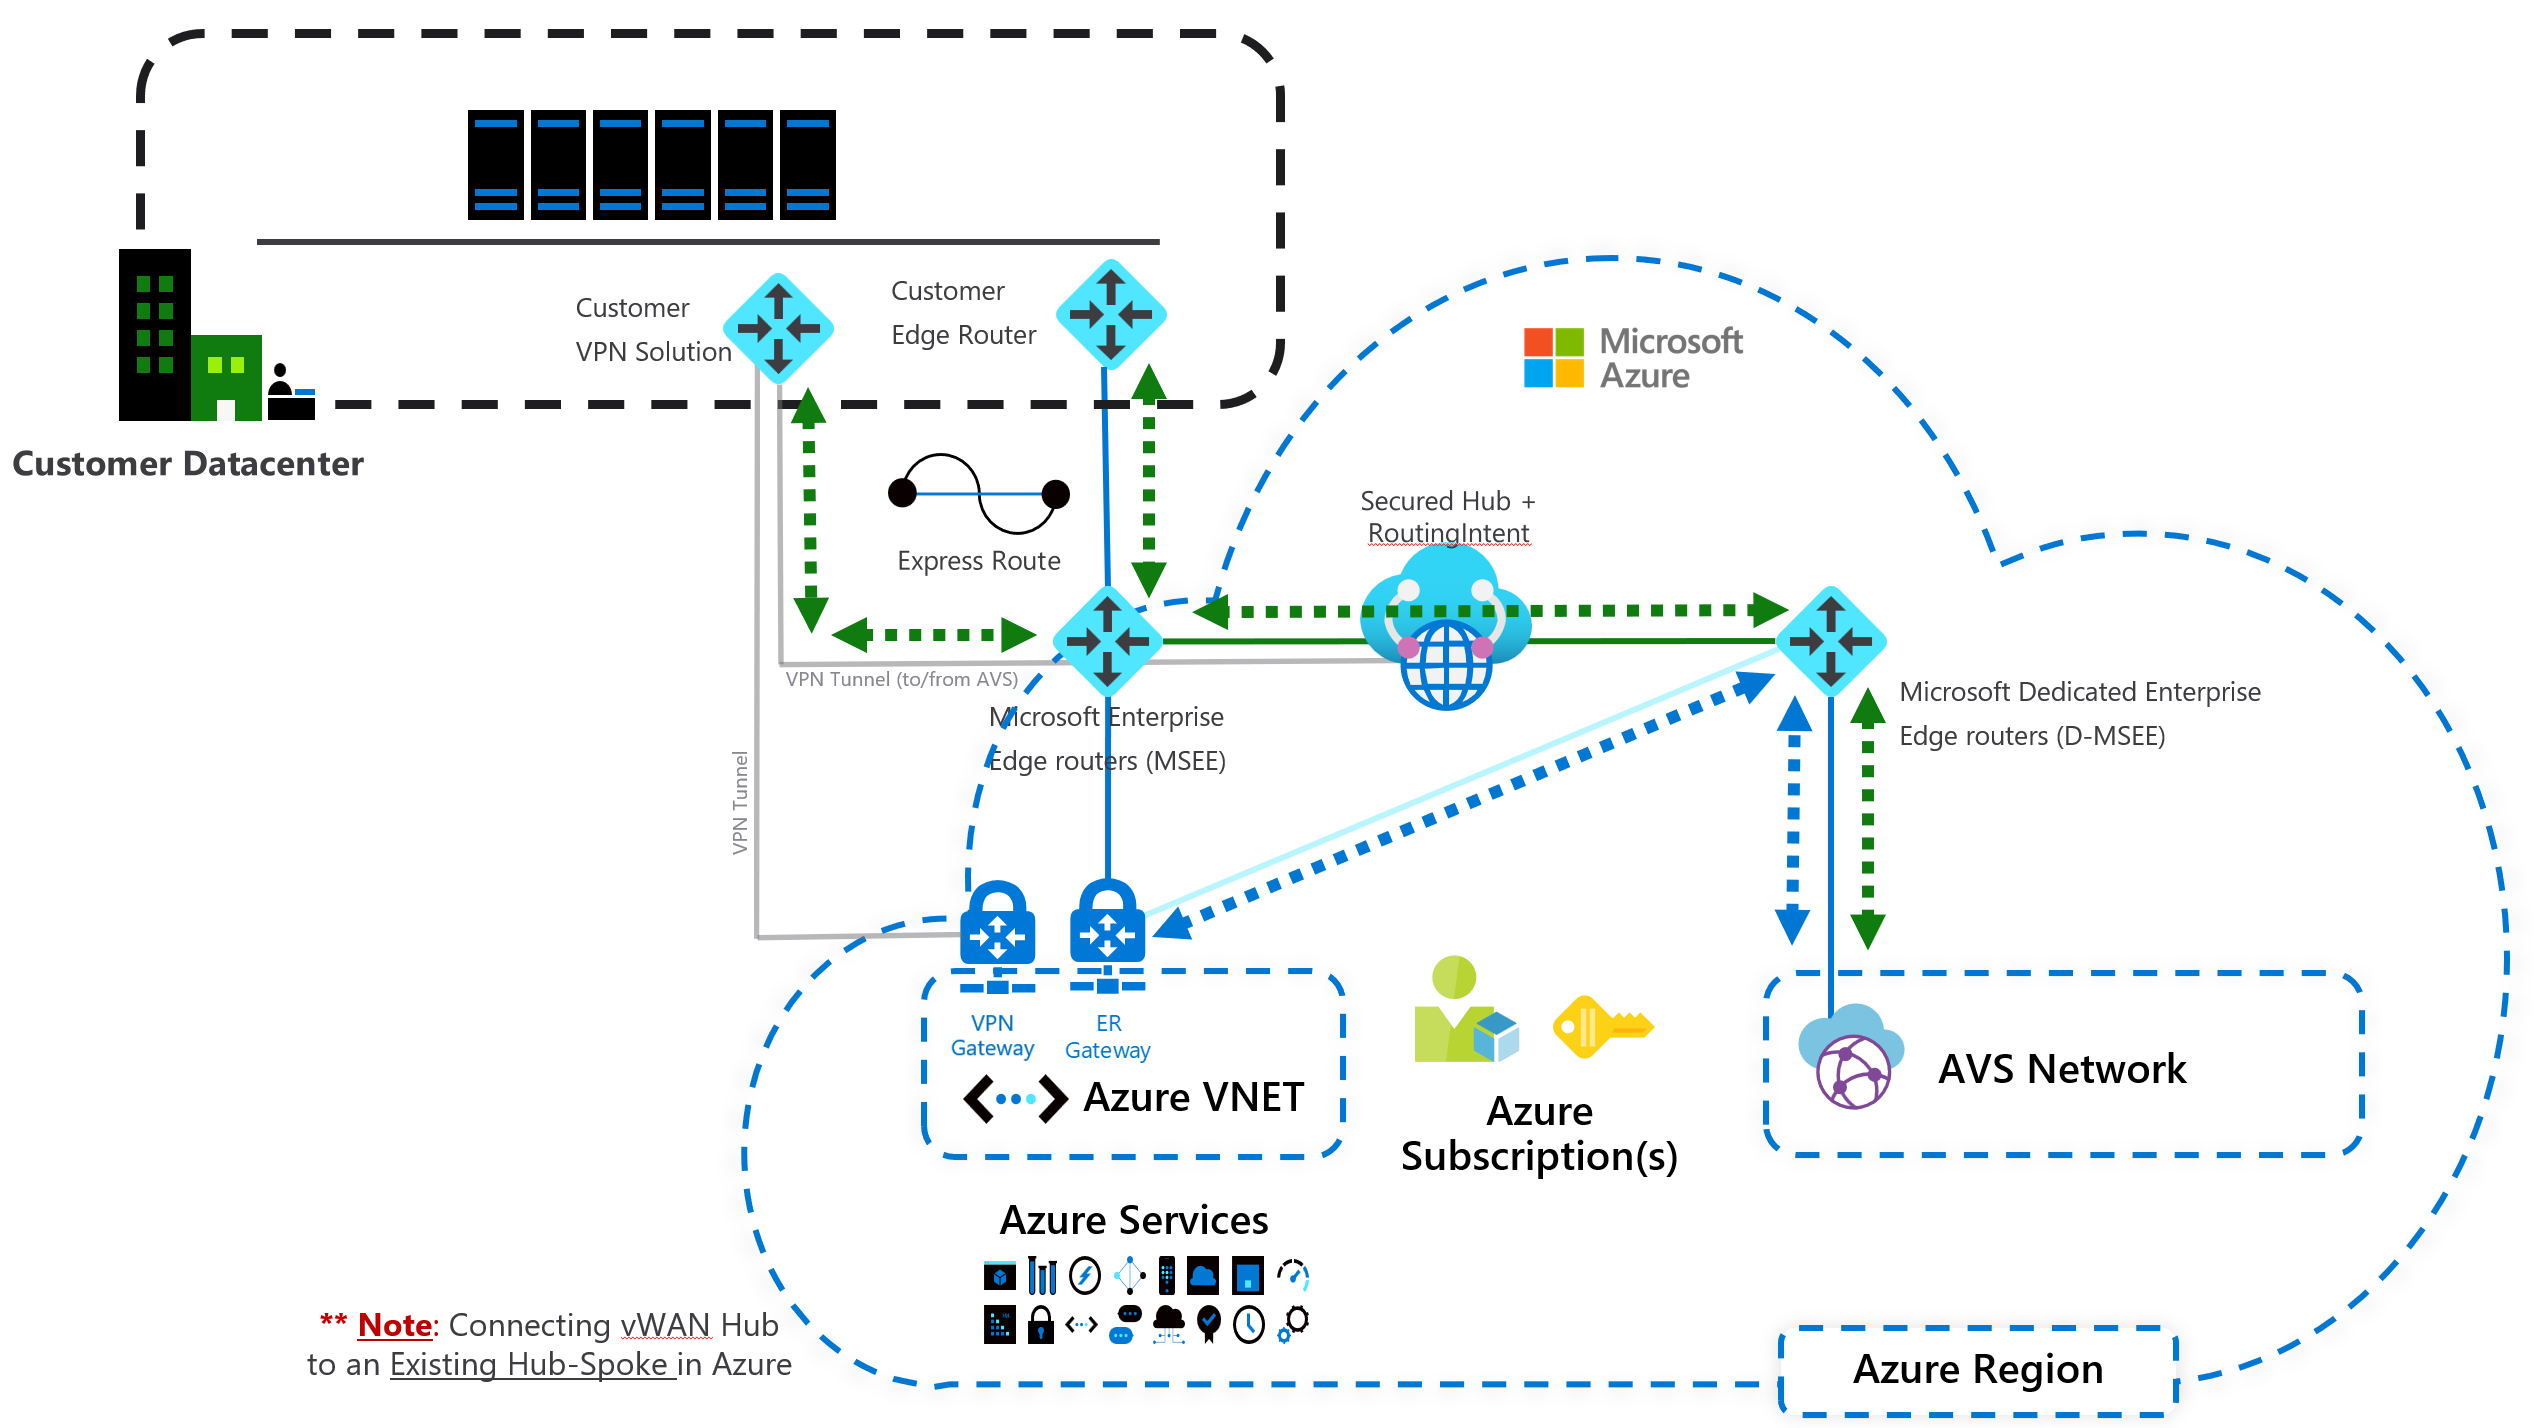 Customer
VPN Solution
Customer
Edge Router
Microsoft
Azure
Customer Datacenter
Secured Hub +
RoutingIntent
Express Route
VPN Tunnel (to/from AVS)
Microsoft Enterprise
Edge routers (MSEE)
Microsoft Dedicated Enterprise
Edge routers (D-MSEE)
VPN Tunnel
VPN
Gateway
ER
Gateway
Azure VNET
AVS Network
Azure
Subscription(s)
Azure Services
** Note: Connecting vWAN Hub
to an Existing Hub-Spoke in Azure
Azure Region